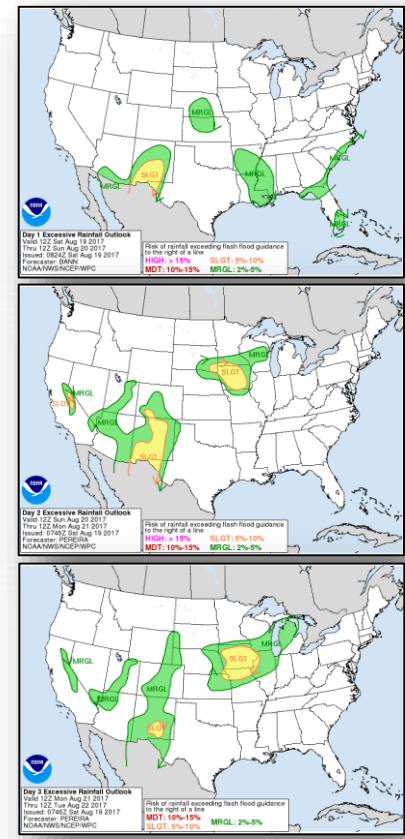 MRGL
SLGT
MRGL
MRGL
MRGL
MRGL
NOAA
Day 1 Excessive Rainfall Outlook
Valid 12Z Sat Aug 19 2017
Thru 12Z Sun Aug 20 2017
Issued: 0824Z Sat Aug 19 2017
Forecaster: BANN
NOAA/NWS/NCEP/WPC
Risk of rainfall exceeding flash flood guidance
to the right of a line
HIGH: > 15% SLGT: 5%-10%
MDT: 10%-15% MRGL: 2%-5%
MRGL
SLGT
MRGL
SLGT
MRGL
SLGT
NOAA
Day 2 Excessive Rainfall Outlook
Valid 12Z Sun Aug 20 2017
Thru 12Z Mon Aug 21 2017
Issued: 0746Z Sat Aug 19 2017
Forecaster: PEREIRA
NOAA/NWS/NCEP/WPC
Risk of rainfall exceeding flash flood guidance
to the right of a line
HIGH: > 15% SLGT: 5%-10%
MDT: 10%-15% MRGL: 2%-5%
MRGL
MRGL
SLGT
MRGL
MRGL
SLGT
NOAA
Day 3 Excessive Rainfall Outlook
Valid 12Z Mon Aug 21 2017
Thru 12Z Tue Aug 22 2017
Issued: 0746Z Sat Aug 19 2017
Forecaster: PEREIRA
NOAA/NWS/NCEP/WPC
Risk of rainfall exceeding flash flood guidance
to the right of a line
MDT: 10%-15%
SLGT: 5%-10% MRGL: 2%-5%